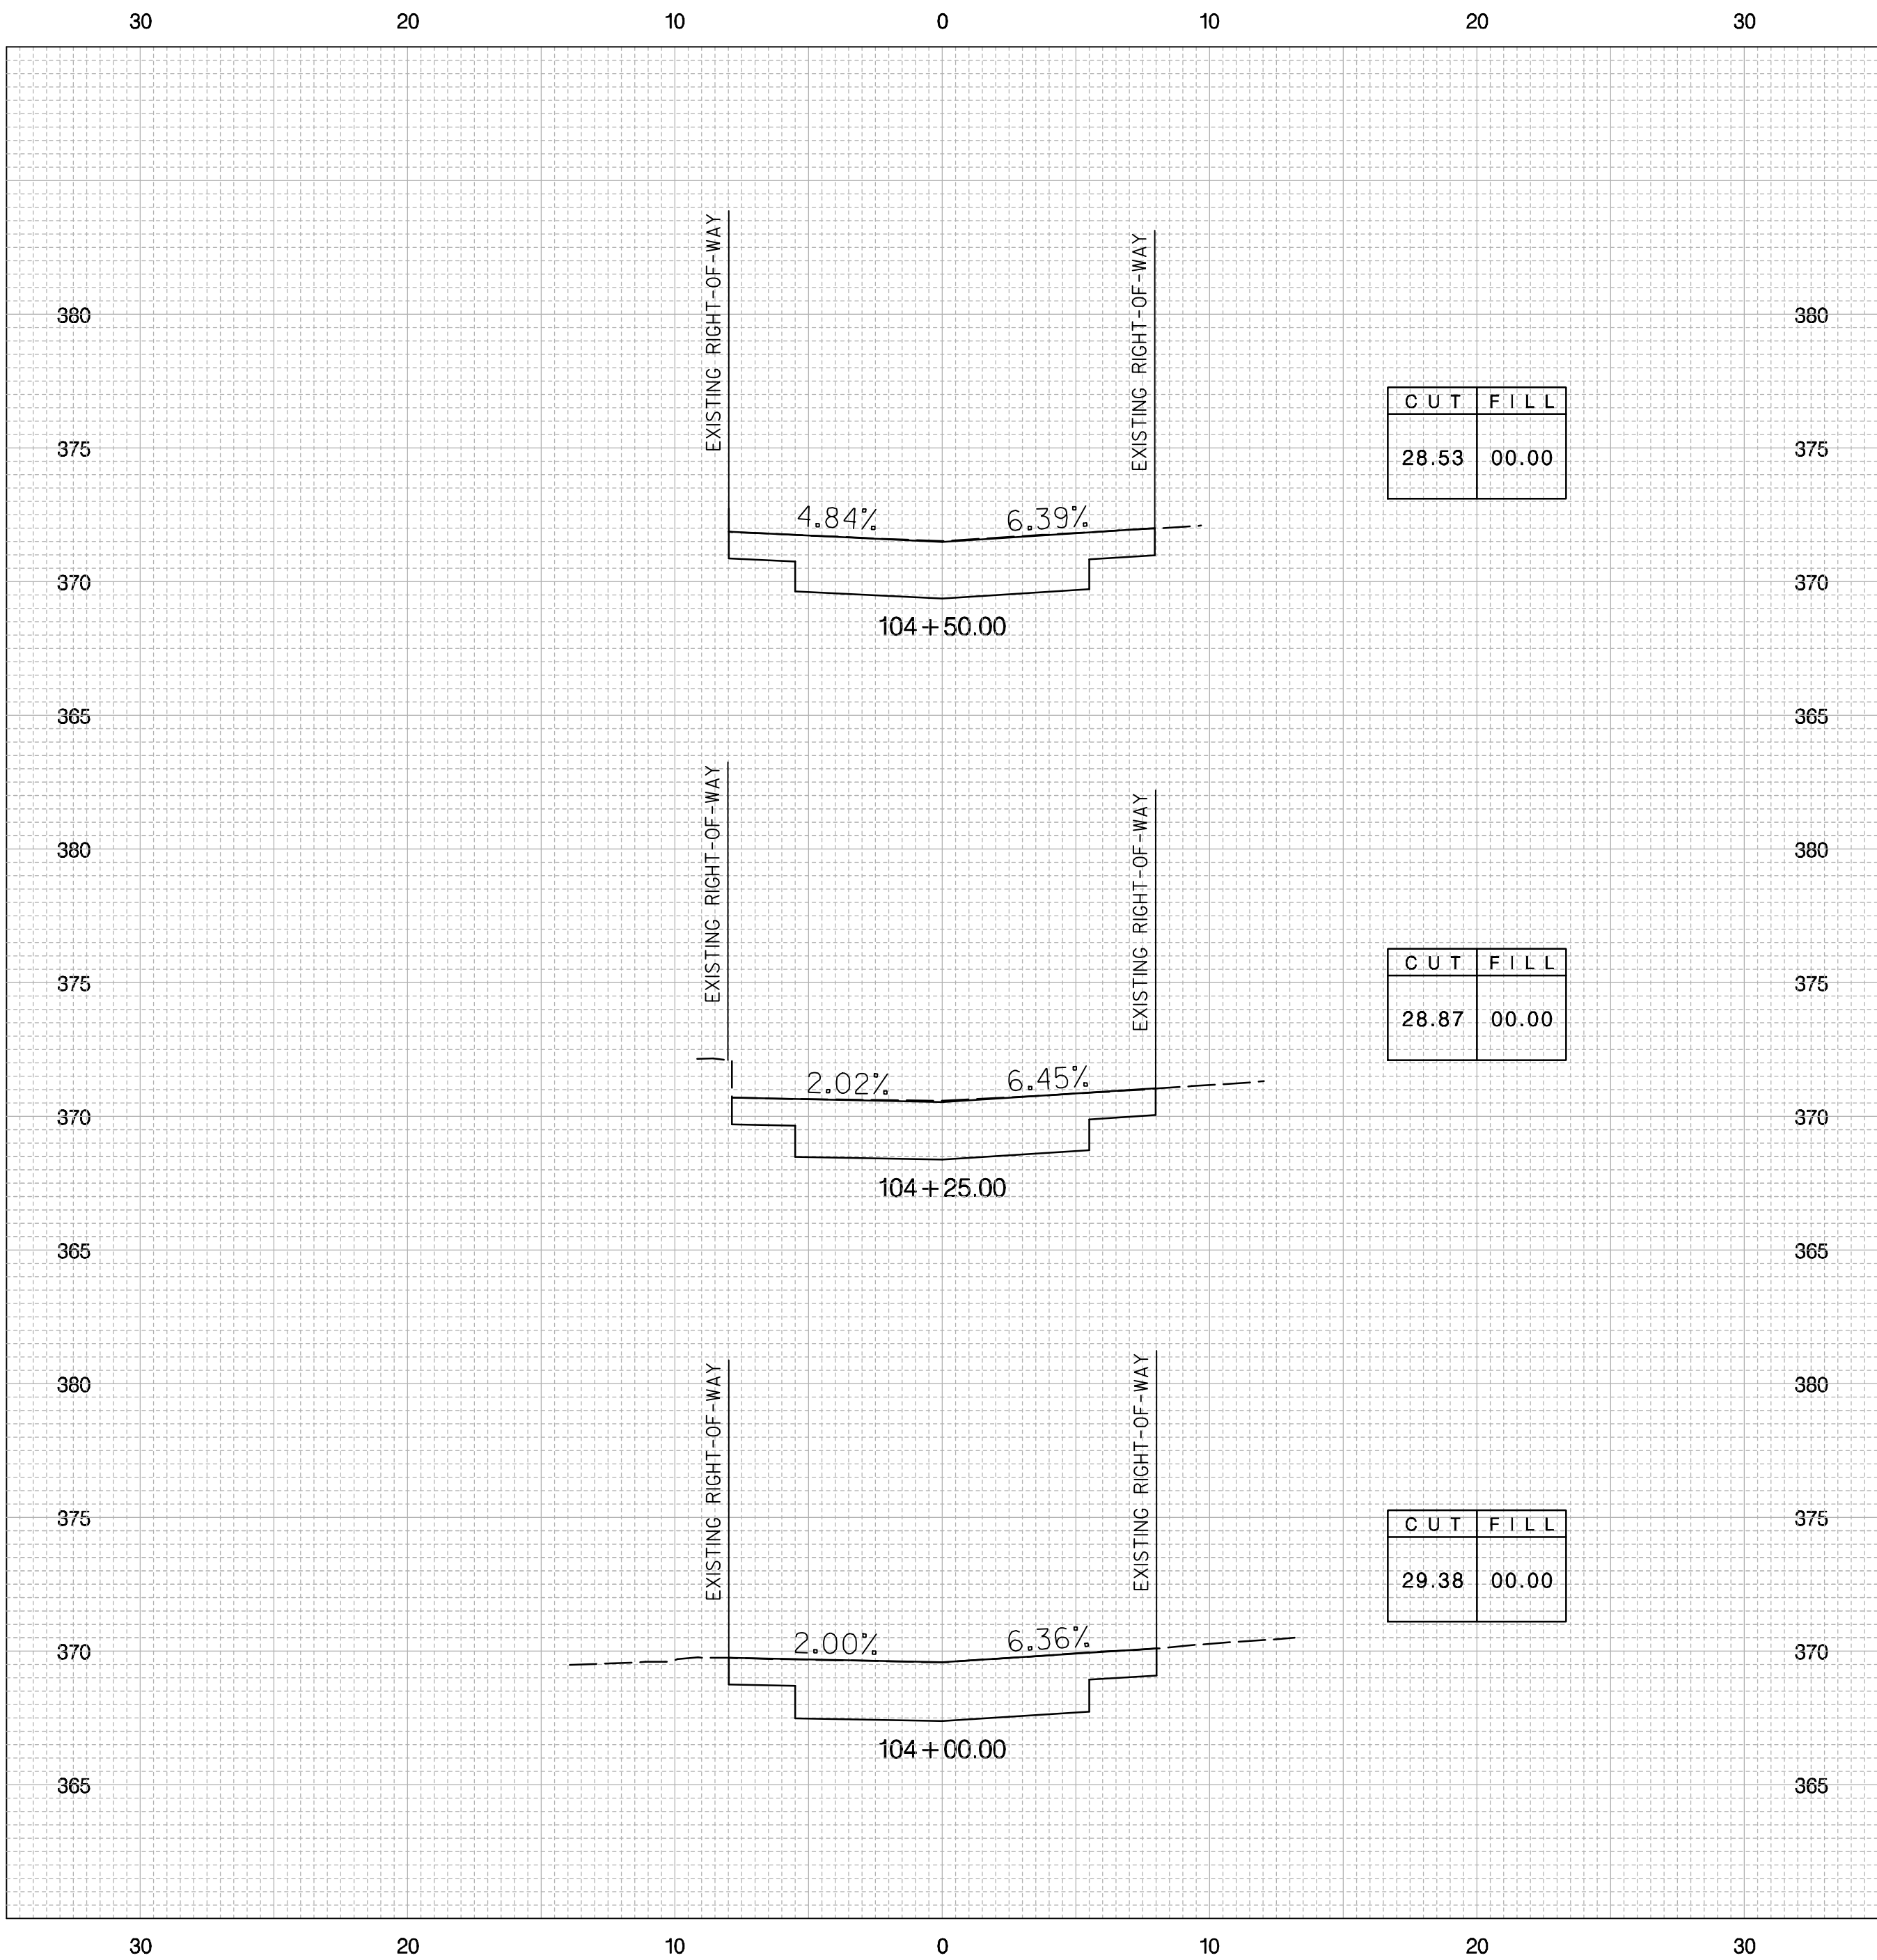 30 20 10 0 10 20 30
EXISTING RIGHT-OF-WAY
EXISTING RIGHT-OF-WAY
380 380
CUT FILL
375 375
28.53 00.00
4.84% 6.39%
370 370
104+50.00
365 365
EXISTING RIGHT-OF-WAY
EXISTING RIGHT-OF-WAY
380 380
CUT FILL
375 375
28.87 00.00
2.02% 6.45%
370 370
104+25.00
365 365
EXISTING RIGHT-OF-WAY
EXISTING RIGHT-OF-WAY
380 380
375 375
CUT FILL
29.38 00.00
2.00% 6.36%
370 370
104+00.00
365 365
30 20 10 0 10 20 30